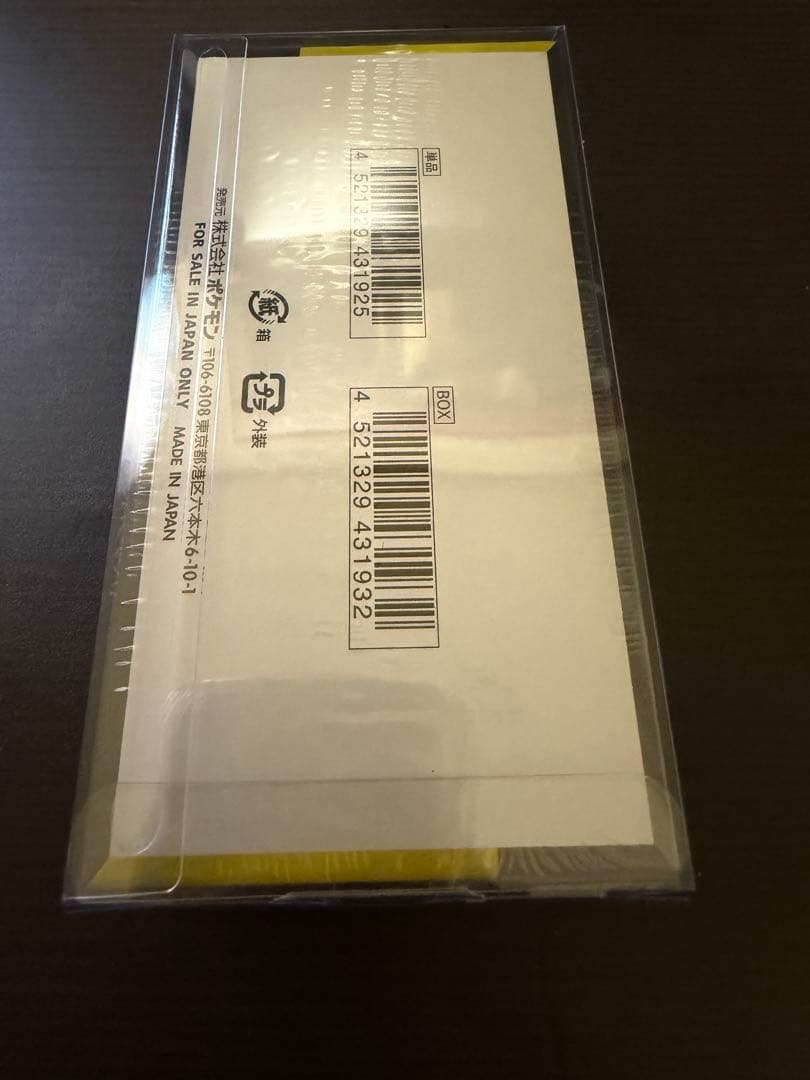 単品
4 521329 431925
BOX
4 521329 431932
紙
箱
プラ
外装
発売元 株式会社ポケモン 〒106-6108 東京都港区六本木6-10-1
FOR SALE IN JAPAN ONLY MADE IN JAPAN